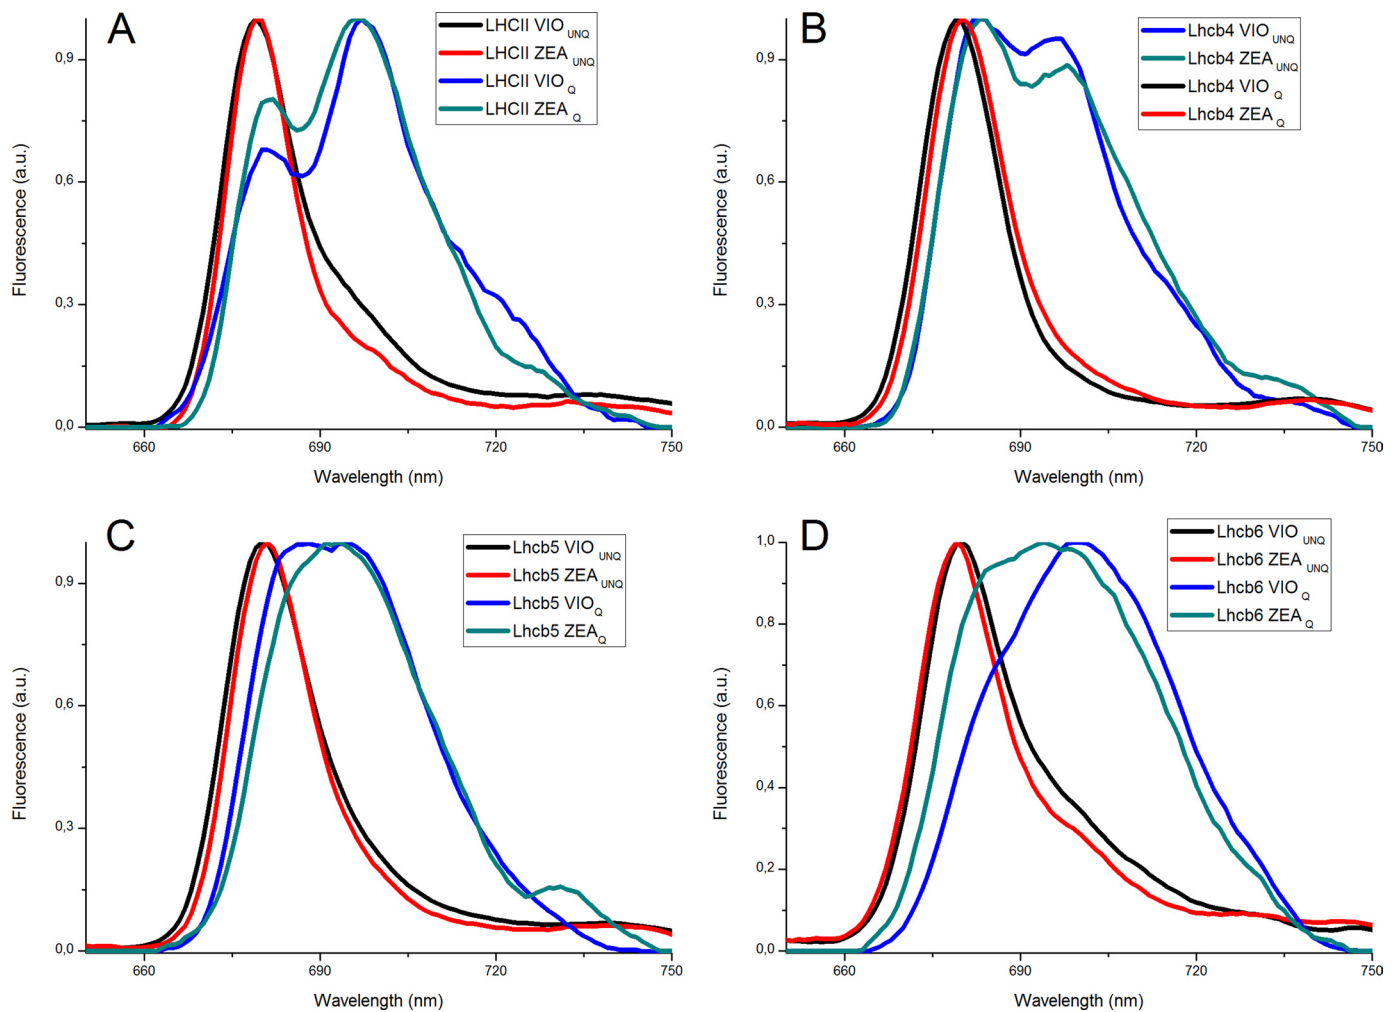 A
LHCII VIO UNQ
LHCII ZEA UNQ
LHCII VIO Q
LHCII ZEA Q
0,9
0,6
0,3
0,0
Fluorescence (a.u.)
660 690 720 750
Wavelength (nm)
B
Lhcb4 VIO UNQ
Lhcb4 ZEA UNQ
Lhcb4 VIO Q
Lhcb4 ZEA Q
0,9
0,6
0,3
0,0
Fluorescence (a.u.)
660 690 720 750
Wavelength (nm)
C
Lhcb5 VIO UNQ
Lhcb5 ZEA UNQ
Lhcb5 VIO Q
Lhcb5 ZEA Q
0,9
0,6
0,3
0,0
Fluorescence (a.u.)
660 690 720 750
Wavelength (nm)
D
Lhcb6 VIO UNQ
Lhcb6 ZEA UNQ
Lhcb6 VIO Q
Lhcb6 ZEA Q
1,0
0,8
0,6
0,4
0,2
0,0
Fluorescence (a.u.)
660 690 720 750
Wavelength (nm)